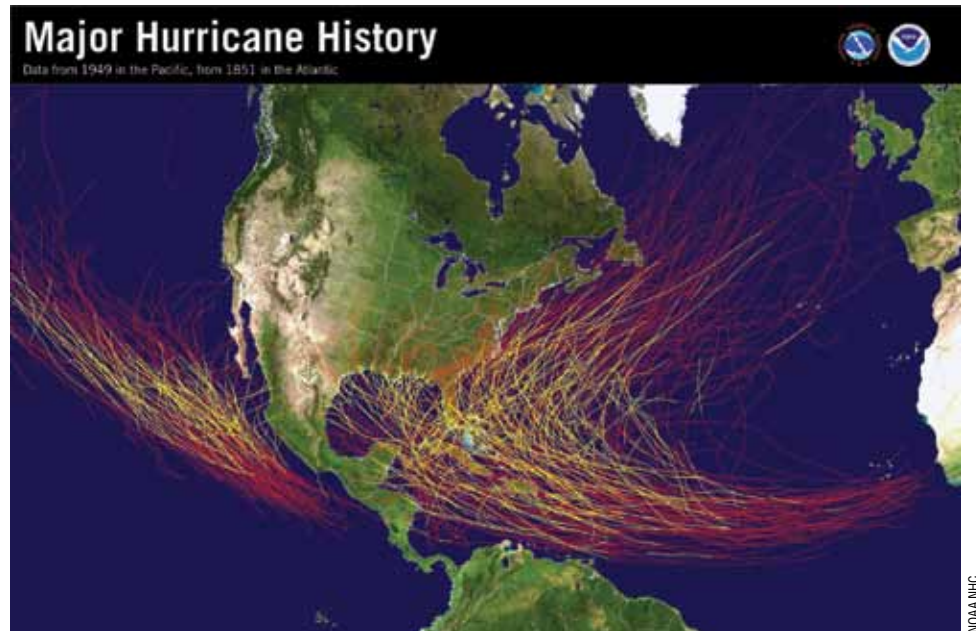 Major Hurricane History
Data from 1949 in the Pacific, from 1851 in the Atlantic
NOAA NHC